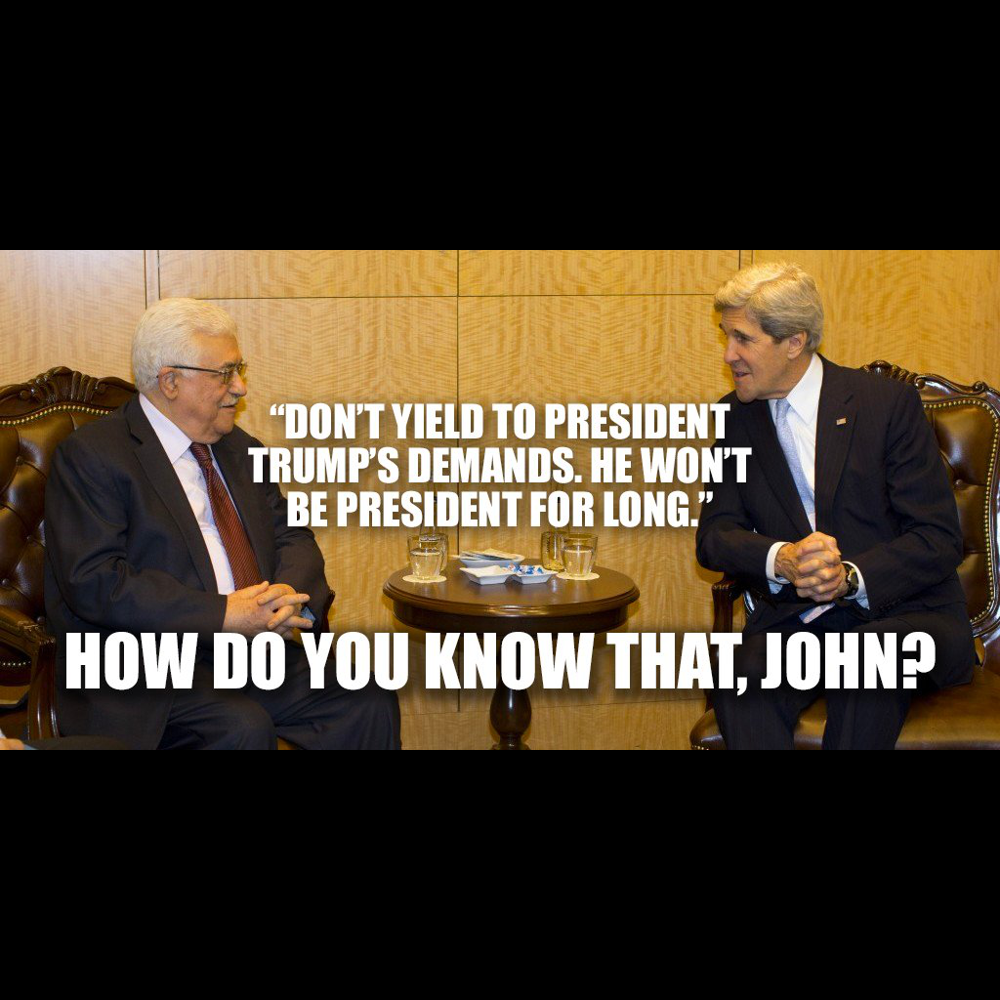 “DON’T YIELD TO PRESIDENT
TRUMP’S DEMANDS. HE WON’T
BE PRESIDENT FOR LONG.”
HOW DO YOU KNOW THAT, JOHN?